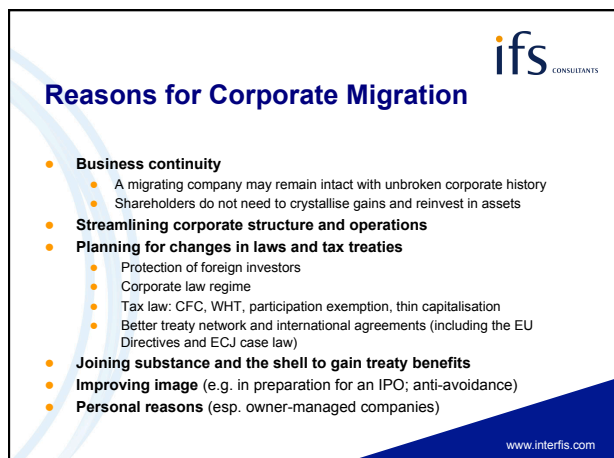 ifs CONSULTANTS
Reasons for Corporate Migration
Business continuity
A migrating company may remain intact with unbroken corporate history
Shareholders do not need to crystallise gains and reinvest in assets
Streamlining corporate structure and operations
Planning for changes in laws and tax treaties
Protection of foreign investors
Corporate law regime
Tax law: CFC, WHT, participation exemption, thin capitalisation
Better treaty network and international agreements (including the EU
Directives and ECJ case law)
Joining substance and the shell to gain treaty benefits
Improving image (e.g. in preparation for an IPO; anti-avoidance)
Personal reasons (esp. owner-managed companies)
www.interfis.com